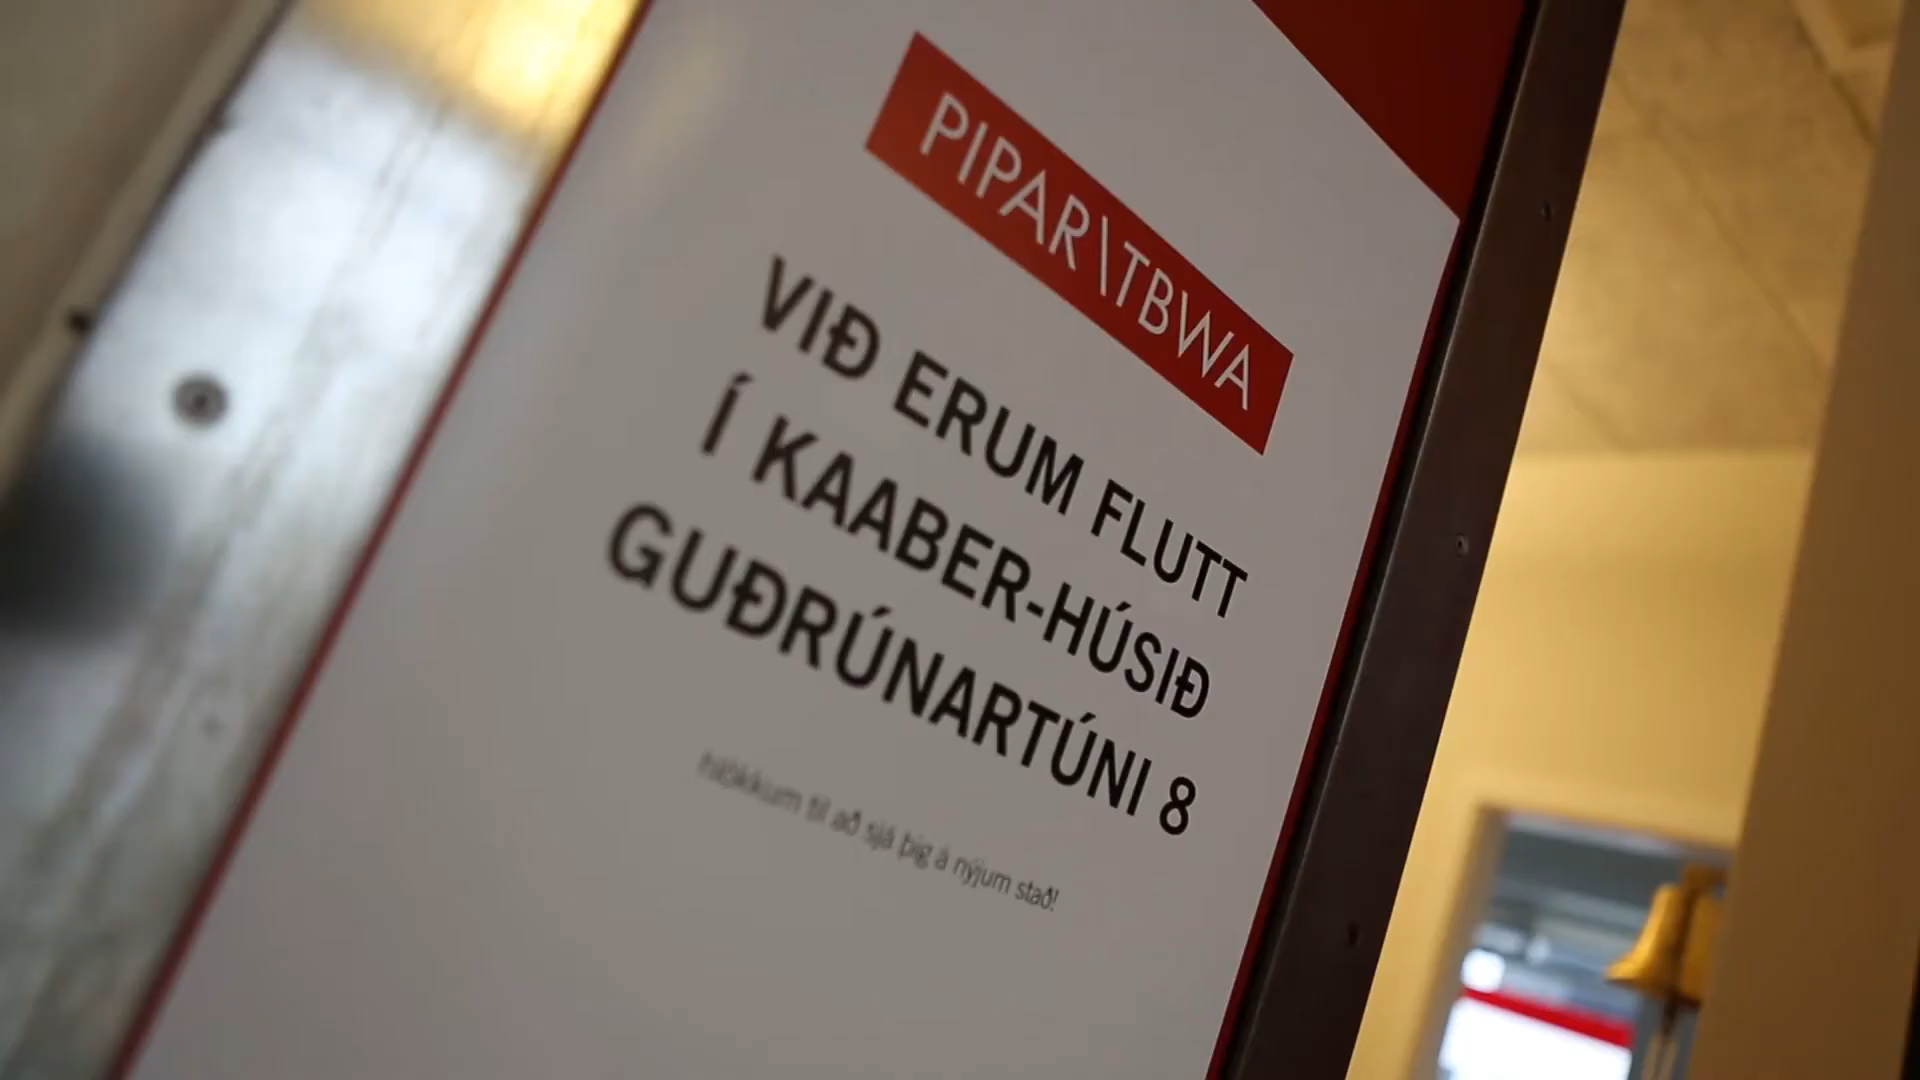 PIPAR\TBWA
VIÐ ERUM FLUTT
Í KAABER-HÚSIÐ
GUÐRÚNARTÚNI 8
hlökkum til að sjá þig á nýjum stað!